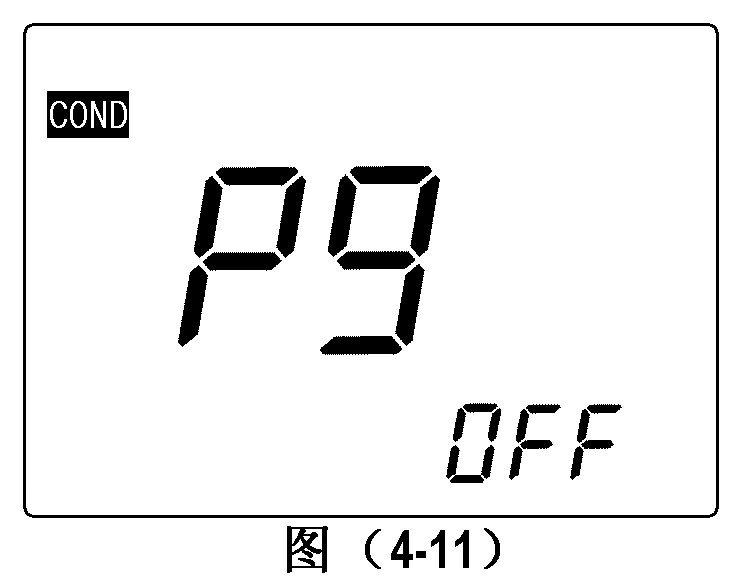 COND
P9
OFF
图（4-11）